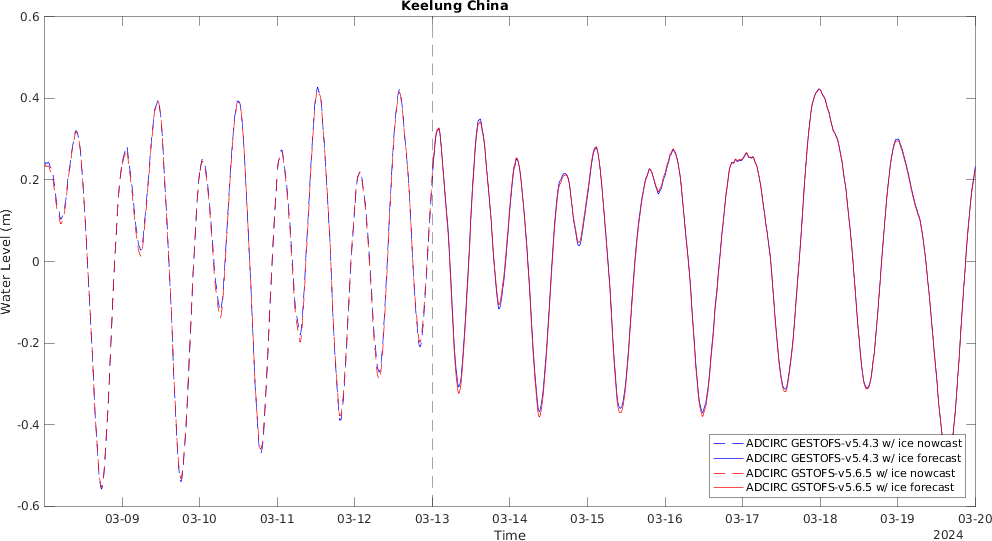 Keelung China
0.6
0.4
0.2
0
-0.2
-0.4
-0.6
Water Level (m)
ADCIRC GESTOFS-v5.4.3 w/ ice nowcast
ADCIRC GESTOFS-v5.4.3 w/ ice forecast
ADCIRC GSTOFS-v5.6.5 w/ ice nowcast
ADCIRC GSTOFS-v5.6.5 w/ ice forecast
03-09 03-10 03-11 03-12 03-13 03-14 03-15 03-16 03-17 03-18 03-19 03-20
Time
2024